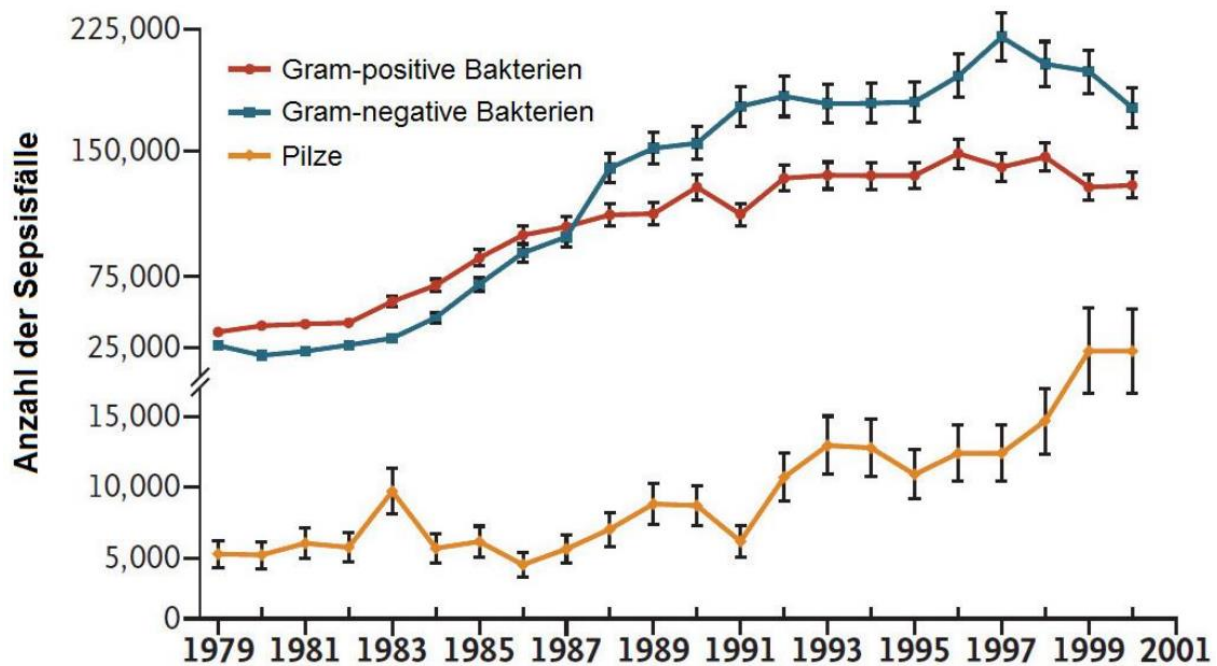 225,000
Gram-positive Bakterien
Gram-negative Bakterien
150,000
Pilze
75,000
25,000
15,000
10,000
5,000
0
Anzahl der Sepsisfälle
1979 1981 1983 1985 1987 1989 1991 1993 1995 1997 1999 2001